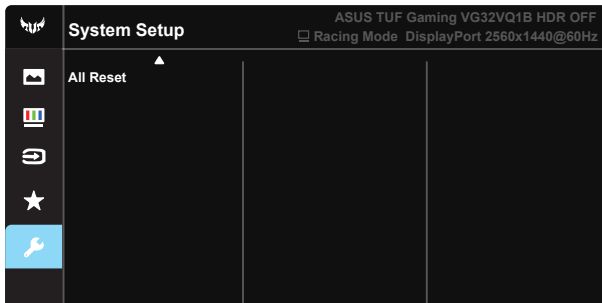 System Setup
ASUS TUF Gaming VG32VQ1B HDR OFF
Racing Mode DisplayPort 2560x1440@60Hz
All Reset